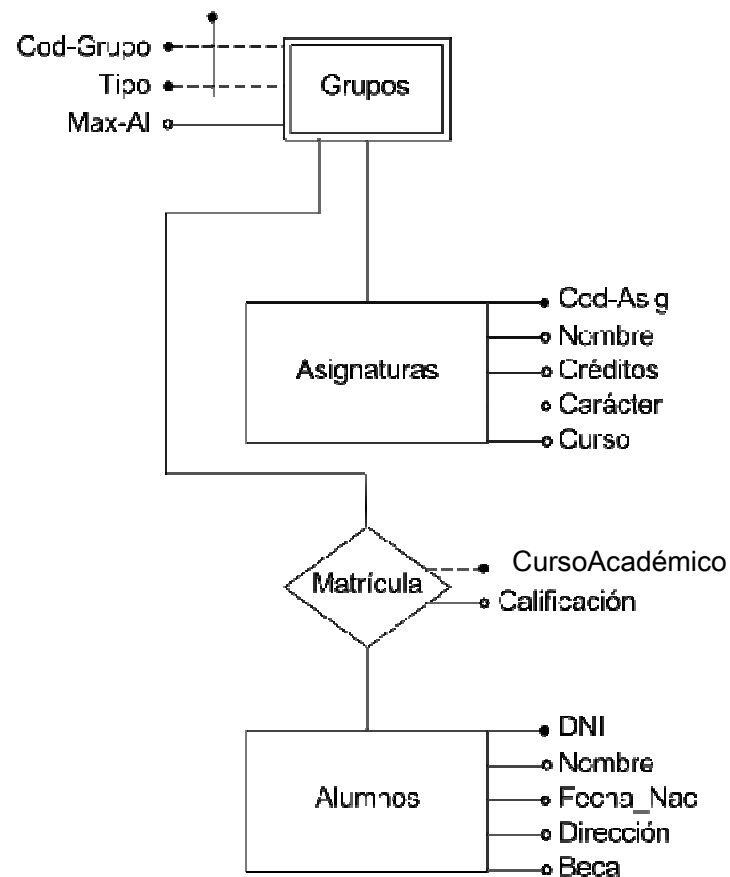 Cod-Grupo
Tipo
Max-Al
Grupos
Asignaturas
Cod-Asig
Nombre
Créditos
Carácter
Curso
Matrícula
CursoAcadémico
Calificación
Alumnos
DNI
Nombre
Fecha_Nac
Dirección
Beca